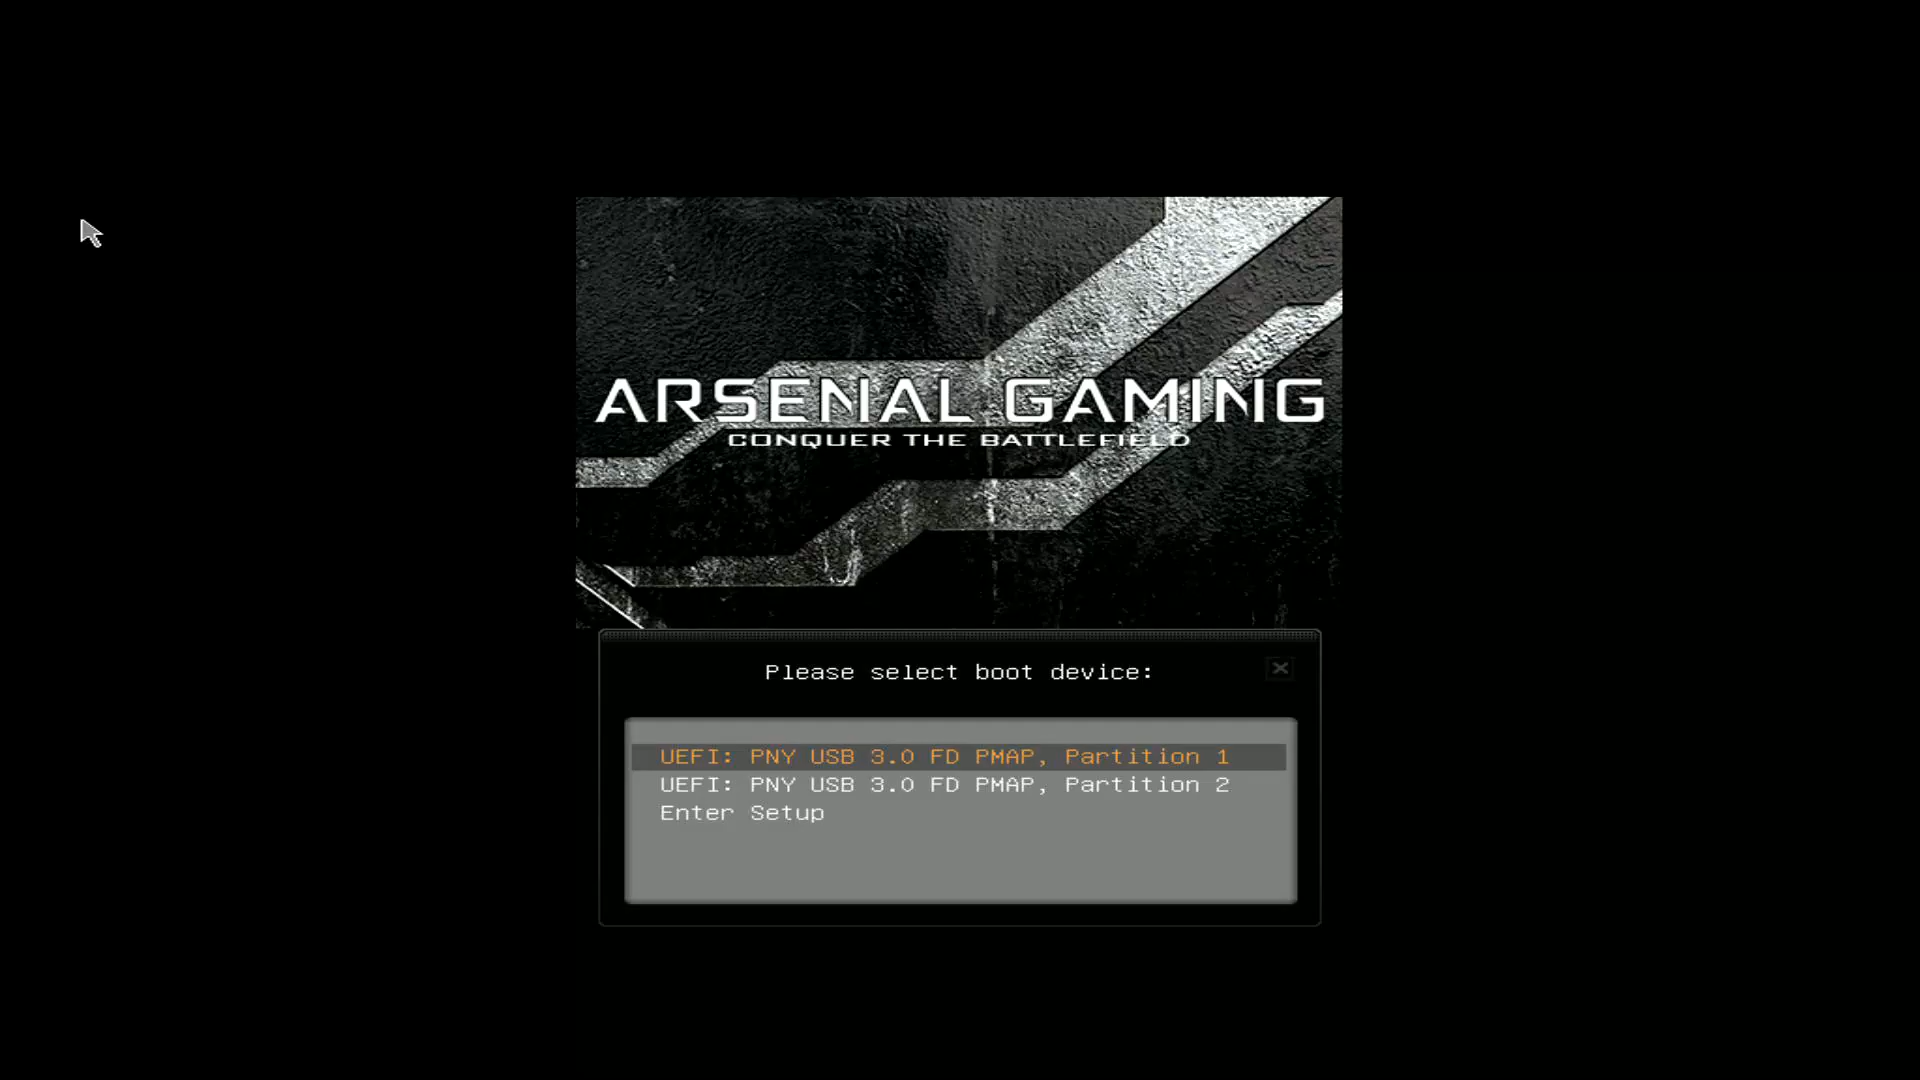 ARSENAL GAMING
CONQUER THE BATTLEFIELD
Please select boot device:
UEFI: PNY USB 3.0 FD PMAP, Partition 1
UEFI: PNY USB 3.0 FD PMAP, Partition 2
Enter Setup